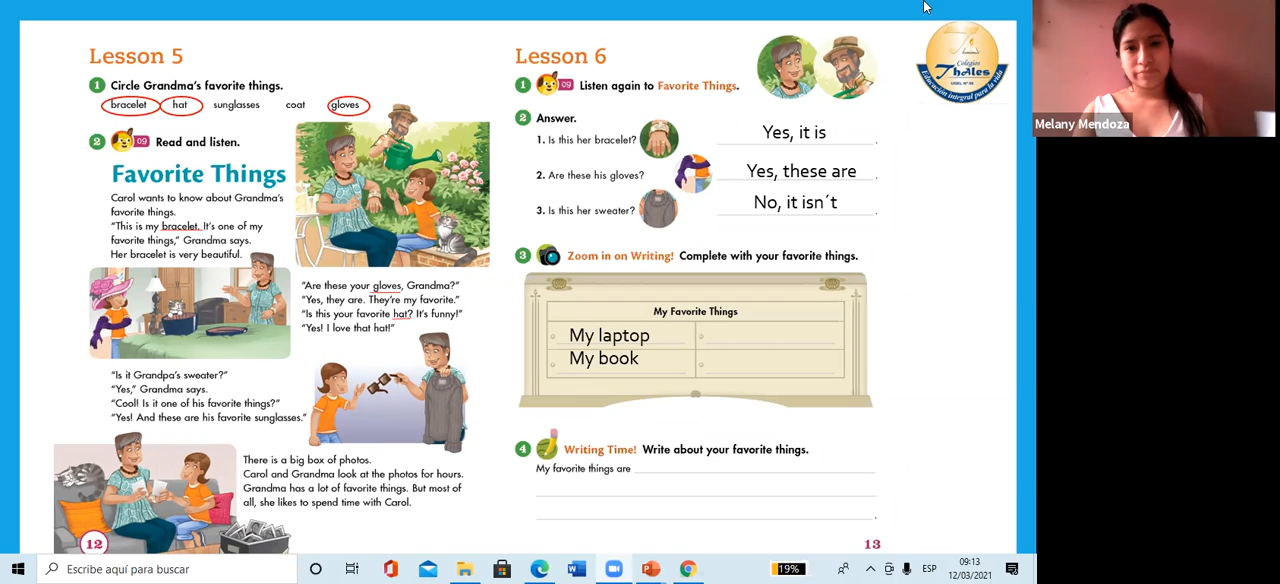 Lesson 5
1 Circle Grandma's favorite things.
bracelet hat sunglasses coat gloves
2 09 Read and listen.
Favorite Things
Carol wants to know about Grandma's
favorite things.
"This is my bracelet. It's one of my
favorite things," Grandma says.
Her bracelet is very beautiful.
"Are these your gloves, Grandma?"
"Yes, they are. They're my favorite."
"Is this your favorite hat? It's funny!"
"Yes! I love that hat!"
"Is it Grandpa's sweater?"
"Yes," Grandma says.
"Cool! Is it one of his favorite things?"
"Yes! And these are his favorite sunglasses."
There is a big box of photos.
Carol and Grandma look at the photos for hours.
Grandma has a lot of favorite things. But most of
all, she likes to spend time with Carol.
12
Lesson 6
1 09 Listen again to Favorite Things.
2 Answer.
1. Is this her bracelet? Yes, it is .
2. Are these his gloves? Yes, these are .
3. Is this her sweater? No, it isn´t .
3 Zoom in on Writing! Complete with your favorite things.
My Favorite Things
My laptop
My book
4 Writing Time! Write about your favorite things.
My favorite things are
.
13
Colegios
Thales
Educación integral para la vida
Melany Mendoza
Escribe aquí para buscar
19%
ESP
09:13
12/03/2021